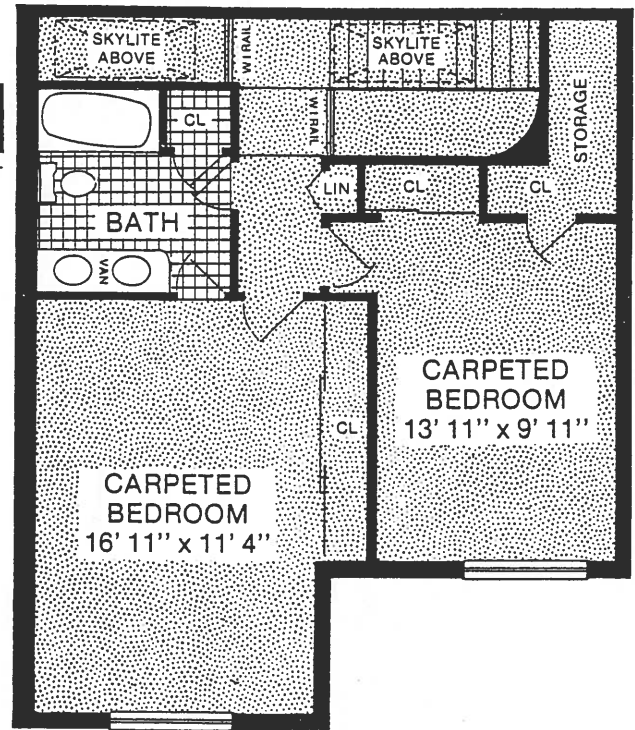 SKYLITE
ABOVE
W I RAIL
SKYLITE
ABOVE
W I RAIL
STORAGE
CL
LIN
CL
CL
BATH
VAN
CL
CARPETED
BEDROOM
13' 11'' x 9' 11''
CARPETED
BEDROOM
16' 11'' x 11' 4''